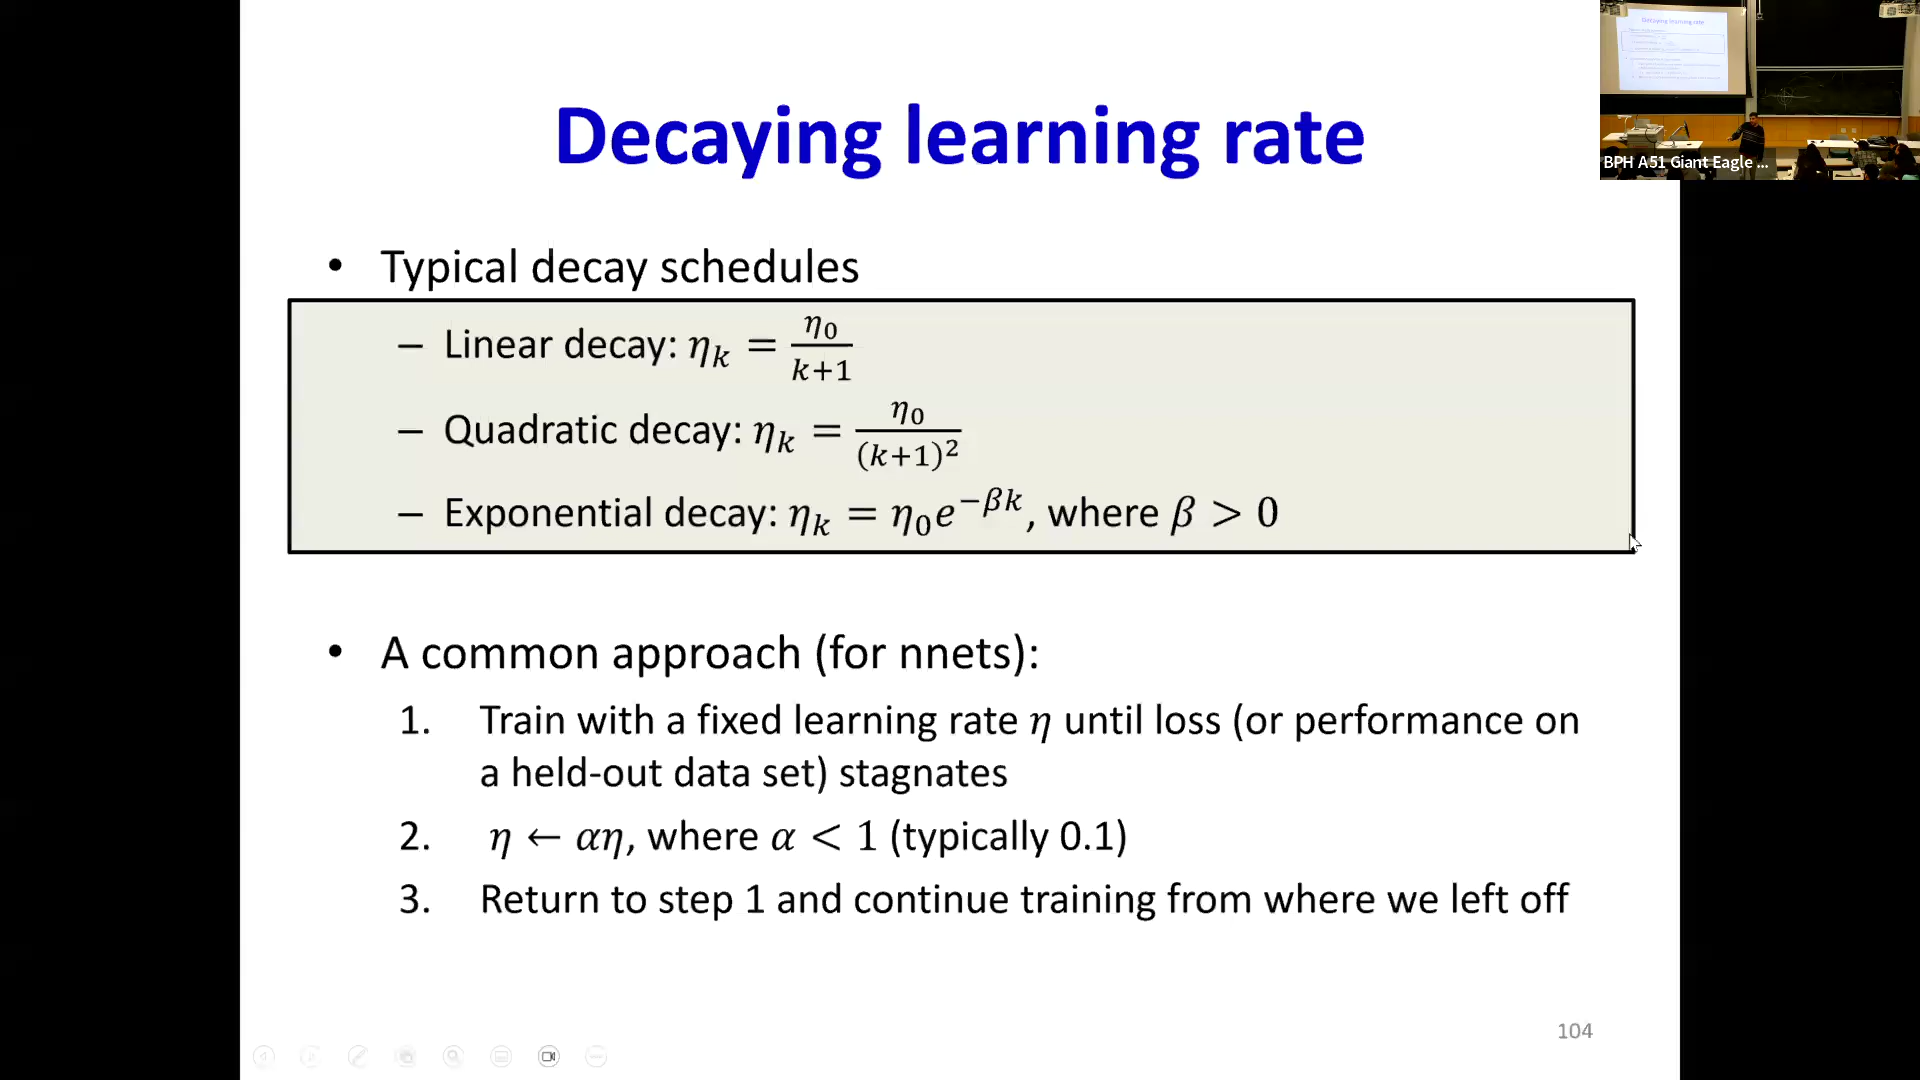 Decaying learning rate
BPH A51 Giant Eagle ...
• Typical decay schedules
– Linear decay: ηₖ = η₀/(k+1)
– Quadratic decay: ηₖ = η₀/(k+1)²
– Exponential decay: ηₖ = η₀e^(−βk), where β > 0
• A common approach (for nnets):
1. Train with a fixed learning rate η until loss (or performance on
a held-out data set) stagnates
2. η ← αη, where α < 1 (typically 0.1)
3. Return to step 1 and continue training from where we left off
104